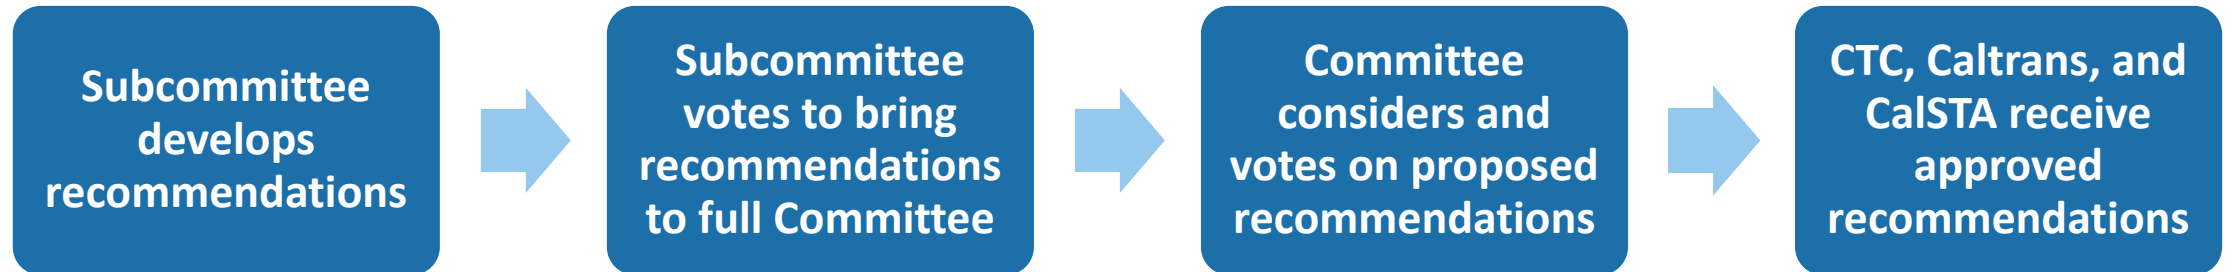 Subcommittee
develops
recommendations
Subcommittee
votes to bring
recommendations
to full Committee
Committee
considers and
votes on proposed
recommendations
CTC, Caltrans, and
CalSTA receive
approved
recommendations